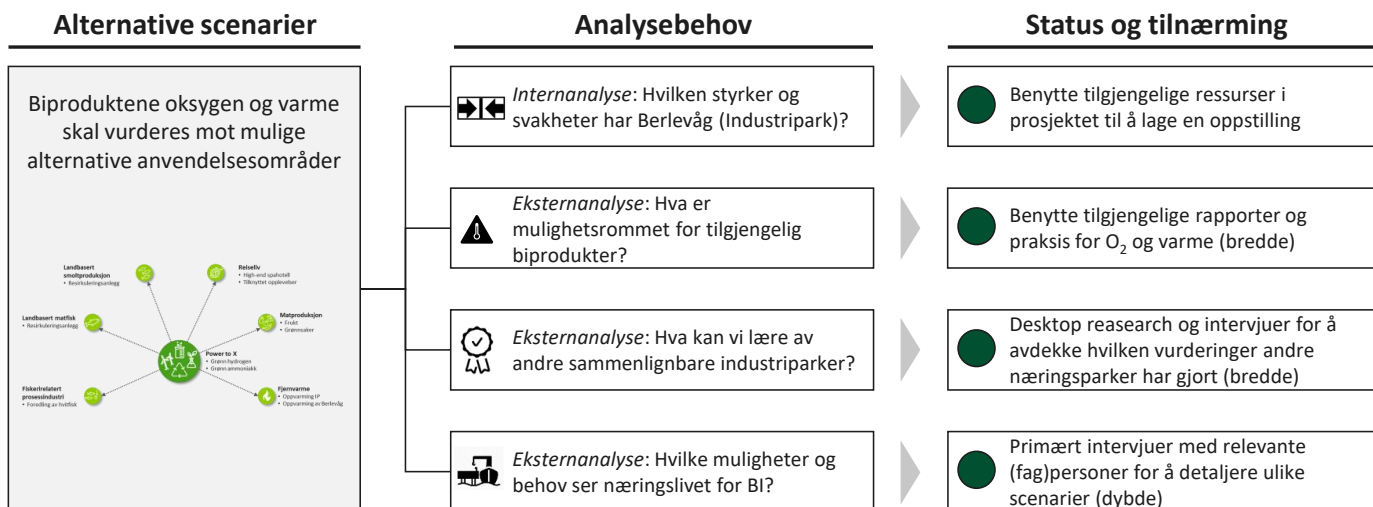 Alternative scenarier
Biproduktene oksygen og varme
skal vurderes mot mulige
alternative anvendelsesområder
Landbasert
smoltproduksjon
• Resirkuleringsanlegg
Reiseliv
• High-end spahotell
• Tilknyttet opplevelser
Landbasert matfisk
• Resirkuleringsanlegg
Matproduksjon
• Frukt
• Grønnsaker
Power to X
• Grønn hydrogen
• Grønn ammoniakk
Fiskerirelatert
prosessindustri
• Foredling av hvitfisk
Fjernvarme
• Oppvarming IP
• Oppvarming av Berlevåg
Analysebehov
Internanalyse: Hvilken styrker og
svakheter har Berlevåg (Industripark)?
Eksternanalyse: Hva er
mulighetsrommet for tilgjengelig
biprodukter?
Eksternanalyse: Hva kan vi lære av
andre sammenlignbare industriparker?
Eksternanalyse: Hvilke muligheter og
behov ser næringslivet for BI?
Status og tilnærming
Benytte tilgjengelige ressurser i
prosjektet til å lage en oppstilling
Benytte tilgjengelige rapporter og
praksis for O₂ og varme (bredde)
Desktop reasearch og intervjuer for å
avdekke hvilken vurderinger andre
næringsparker har gjort (bredde)
Primært intervjuer med relevante
(fag)personer for å detaljere ulike
scenarier (dybde)